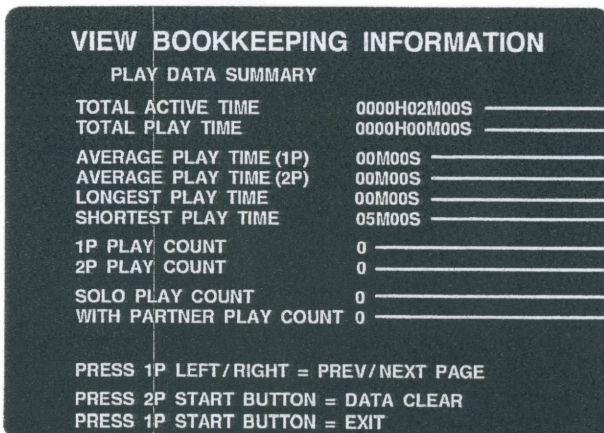 VIEW BOOKKEEPING INFORMATION
PLAY DATA SUMMARY
TOTAL ACTIVE TIME 0000H02M00S
TOTAL PLAY TIME 0000H00M00S
AVERAGE PLAY TIME (1P) 00M00S
AVERAGE PLAY TIME (2P) 00M00S
LONGEST PLAY TIME 00M00S
SHORTEST PLAY TIME 05M00S
1P PLAY COUNT 0
2P PLAY COUNT 0
SOLO PLAY COUNT 0
WITH PARTNER PLAY COUNT 0
PRESS 1P LEFT/RIGHT = PREV/NEXT PAGE
PRESS 2P START BUTTON = DATA CLEAR
PRESS 1P START BUTTON = EXIT